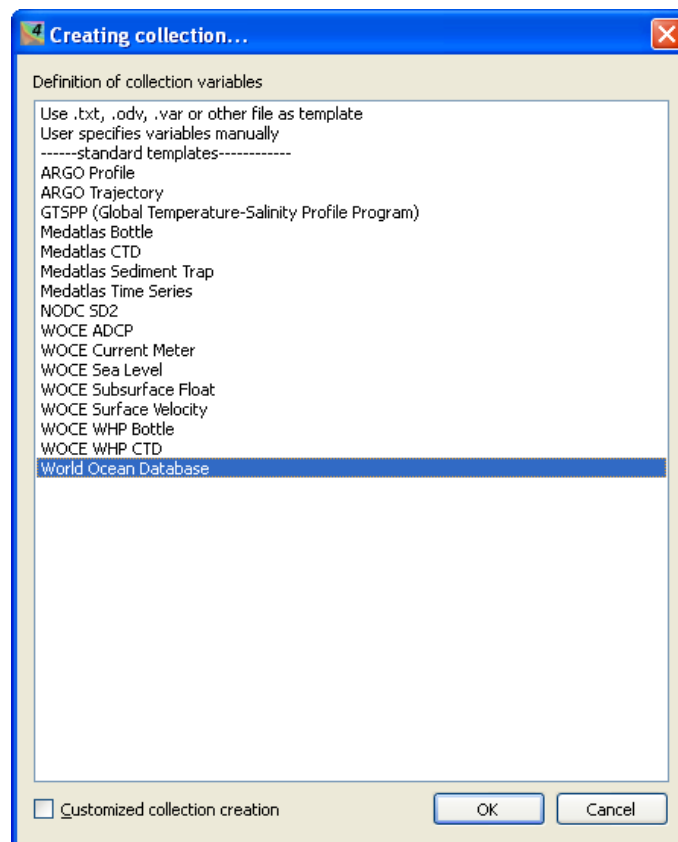 4 Creating collection...
Definition of collection variables
Use .txt, .odv, .var or other file as template
User specifies variables manually
------standard templates------------
ARGO Profile
ARGO Trajectory
GTSPP (Global Temperature-Salinity Profile Program)
Medatlas Bottle
Medatlas CTD
Medatlas Sediment Trap
Medatlas Time Series
NODC SD2
WOCE ADCP
WOCE Current Meter
WOCE Sea Level
WOCE Subsurface Float
WOCE Surface Velocity
WOCE WHP Bottle
WOCE WHP CTD
World Ocean Database
Customized collection creation OK Cancel